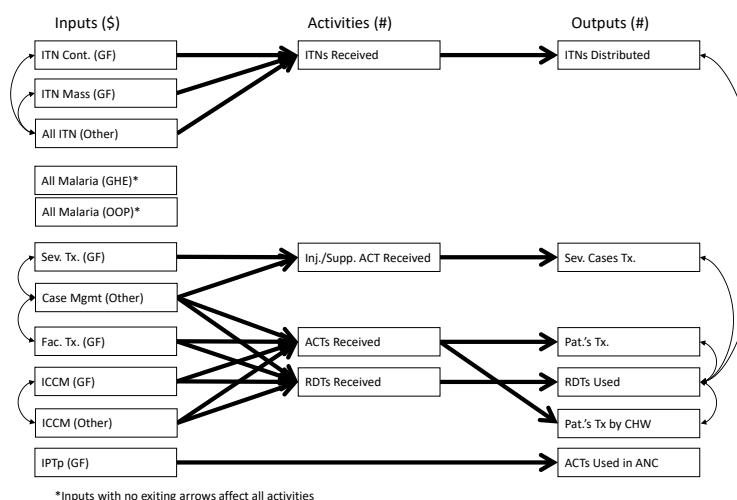 Inputs ($)
Activities (#)
Outputs (#)
ITN Cont. (GF)
ITNs Received
ITNs Distributed
ITN Mass (GF)
All ITN (Other)
All Malaria (GHE)*
All Malaria (OOP)*
Sev. Tx. (GF)
Inj./Supp. ACT Received
Sev. Cases Tx.
Case Mgmt (Other)
Fac. Tx. (GF)
ACTs Received
Pat.'s Tx.
ICCM (GF)
RDTs Received
RDTs Used
ICCM (Other)
Pat.'s Tx by CHW
IPTp (GF)
ACTs Used in ANC
*Inputs with no exiting arrows affect all activities